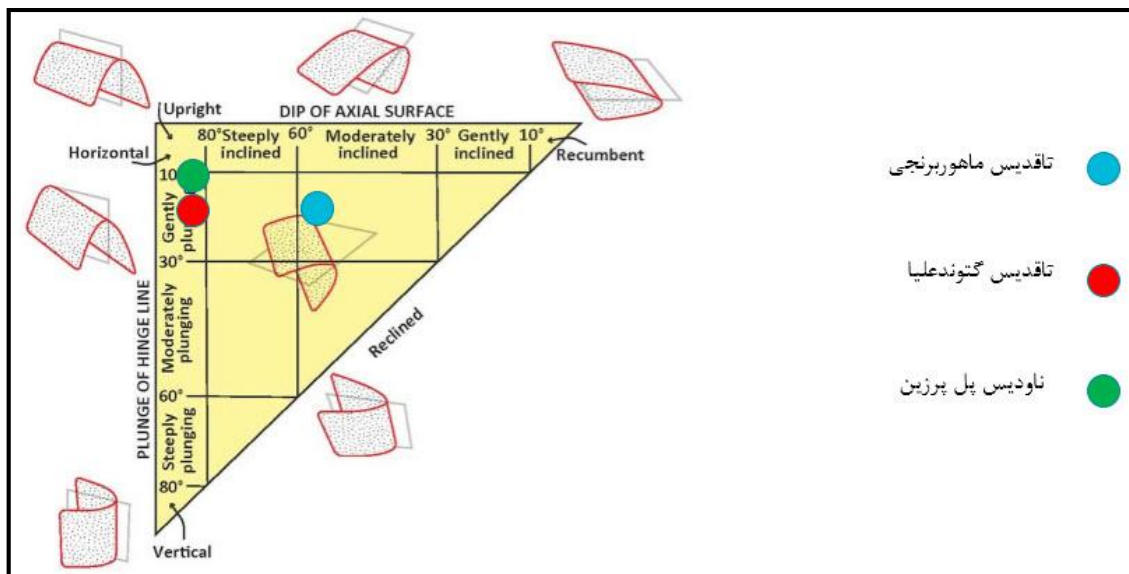 Upright
DIP OF AXIAL SURFACE
80° Steeply inclined
60°
Moderately inclined
30° Gently inclined
10°
Horizontal
Recumbent
10
Gently
pl
30°
PLUNGE OF HINGE LINE
Moderately plunging
Reclined
60°
Steeply plunging
80°
Vertical
تاقدیس ماهوربرنجی
تاقدیس گتوندعلیا
ناودیس پل پرزین